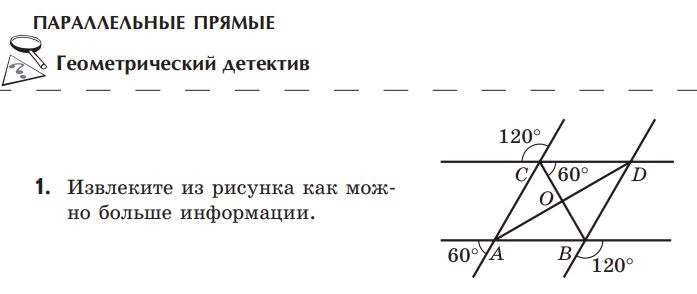 ПАРАЛЛЕЛЬНЫЕ ПРЯМЫЕ
?
Геометрический детектив
120°
C 60° D
1. Извлеките из рисунка как мож-
но больше информации.
O
60° A B 120°